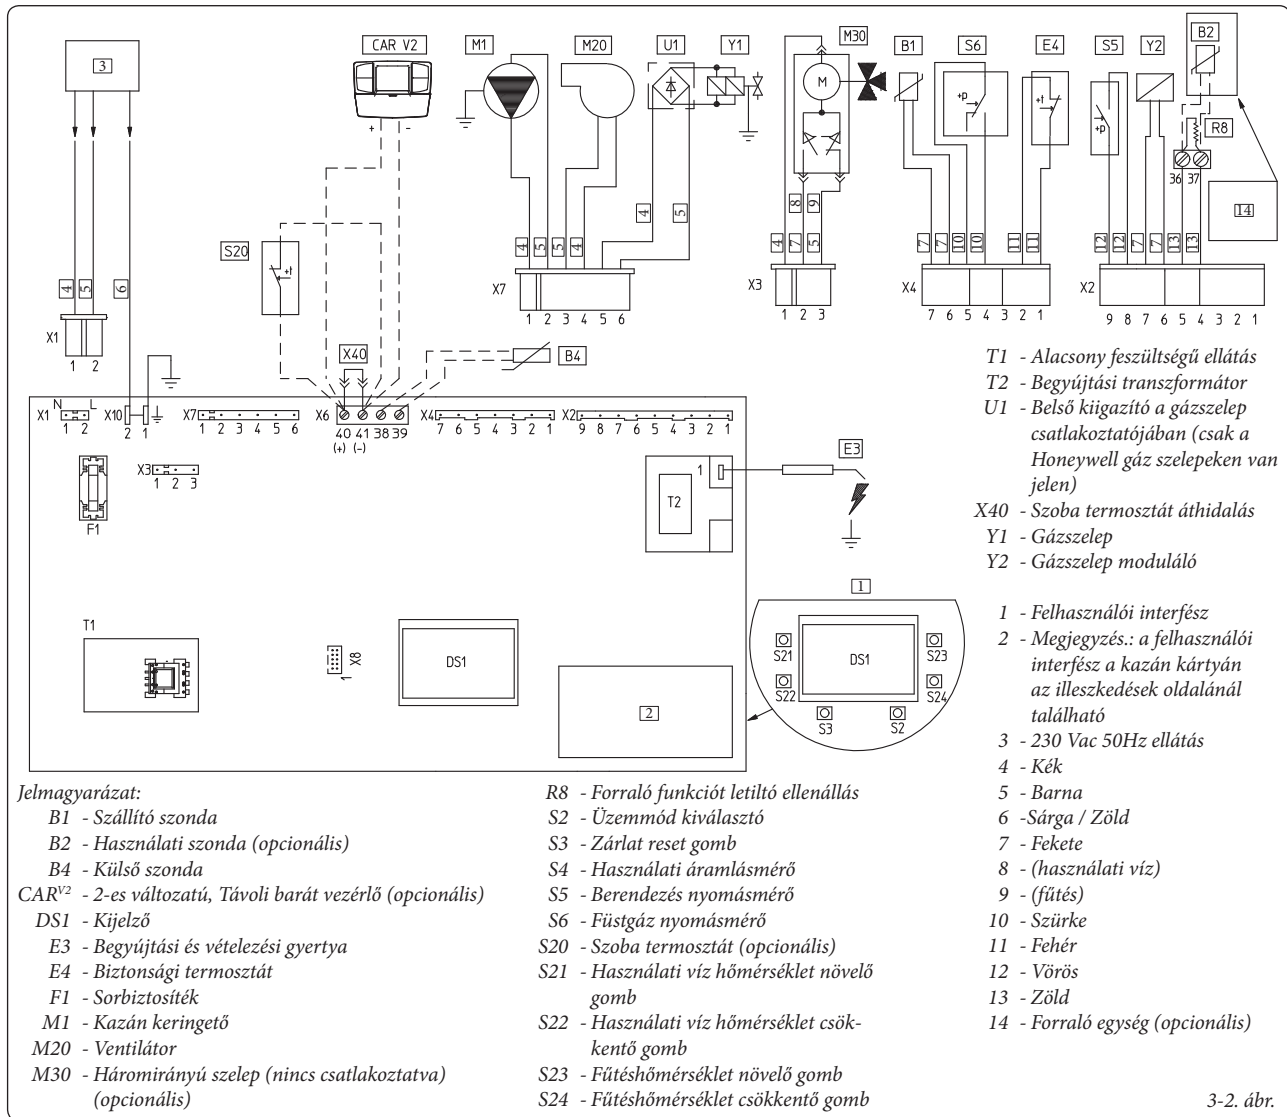 3
CAR V2
M1
M20
U1
Y1
M30
B1
S6
E4
S5
Y2
B2
M
+p
+t
+p
R8
+ -
36 37
14
4
5
8
9
S20
+t
4
5
6
4
5
5
4
4
7
5
7
7
10
10
11
11
12
12
7
7
13
13
X7
X3
X4
X2
1 2 3 4 5 6
1 2 3
7 6 5 4 3 2 1
9 8 7 6 5 4 3 2 1
X1
1 2
X40
B4
N L
X1
1 2
X10
2 1
X7
1 2 3 4 5 6
X6
40 41 38 39
(+) (-)
X4
7 6 5 4 3 2 1
X2
9 8 7 6 5 4 3 2 1
X3
1 2 3
F1
1
T2
E3
T1
X8
1
DS1
2
1
S21
S22
DS1
S23
S24
S3
S2
T1 - Alacsony feszültségű ellátás
T2 - Begyújtási transzformátor
U1 - Belső kiigazító a gázszelep
csatlakoztatójában (csak a
Honeywell gáz szelepeken van
jelen)
X40 - Szoba termosztát áthidalás
Y1 - Gázszelep
Y2 - Gázszelep moduláló
1 - Felhasználói interfész
2 - Megjegyzés.: a felhasználói
interfész a kazán kártyán
az illeszkedések oldalánál
található
3 - 230 Vac 50Hz ellátás
4 - Kék
5 - Barna
6 -Sárga / Zöld
7 - Fekete
8 - (használati víz)
9 - (fűtés)
10 - Szürke
11 - Fehér
12 - Vörös
13 - Zöld
14 - Forraló egység (opcionális)
Jelmagyarázat:
B1 - Szállító szonda
B2 - Használati szonda (opcionális)
B4 - Külső szonda
CARV2 - 2-es változatú, Távoli barát vezérlő (opcionális)
DS1 - Kijelző
E3 - Begyújtási és vételezési gyertya
E4 - Biztonsági termosztát
F1 - Sorbiztosíték
M1 - Kazán keringető
M20 - Ventilátor
M30 - Háromirányú szelep (nincs csatlakoztatva)
(opcionális)
R8 - Forraló funkciót letiltó ellenállás
S2 - Üzemmód kiválasztó
S3 - Zárlat reset gomb
S4 - Használati áramlásmérő
S5 - Berendezés nyomásmérő
S6 - Füstgáz nyomásmérő
S20 - Szoba termosztát (opcionális)
S21 - Használati víz hőmérséklet növelő
gomb
S22 - Használati víz hőmérséklet csök-
kentő gomb
S23 - Fűtéshőmérséklet növelő gomb
S24 - Fűtéshőmérséklet csökkentő gomb
3-2. ábr.